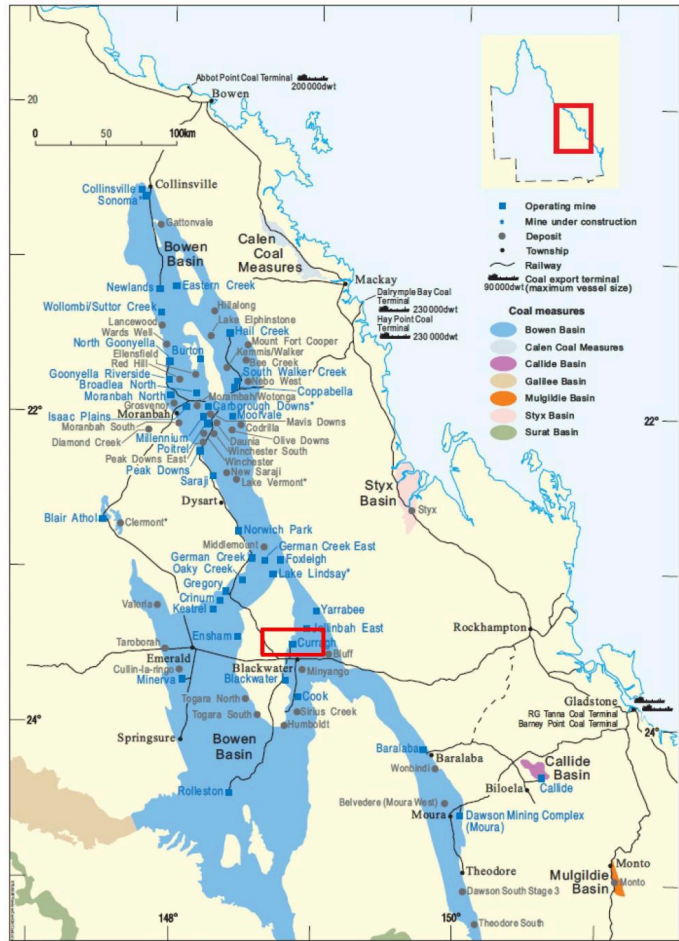 Abbot Point Coal Terminal
200 000dwt
20
Bowen
0 50 100km
Collinsville
Collinsville
Sonoma*
Gattonvale
Bowen
Basin
Calen
Coal
Measures
Mackay
Eastern Creek
Newlands
Dalrymple Bay Coal
Terminal
230 000dwt
Hay Point Coal
Terminal
230 000dwt
Wollombi/Suttor Creek
Hillalong
Lake Elphinstone
Lancewood
Wards Well
Hail Creek
North Goonyella
Mount Fort Cooper
Ellensfield
Burton
Kemmis/Walker
Red Hill
Bee Creek
Goonyella Riverside
South Walker Creek
Nebo West
Broadlea North
Coppabella
Moranbah North
Moranbah/Wotonga
Grosvenor
Carborough Downs*
22
Moranbah
Moorvale
Isaac Plains
Mavis Downs
Moranbah South
Codrilla
Millennium
Olive Downs
Diamond Creek
Daunia
Poitrel
Winchester South
Peak Downs East
Winchester
Peak Downs
New Saraji
Saraji
Lake Vermont*
22°
Styx
Basin
Styx
Dysart
Blair Athol
Clermont*
Norwich Park
Middlemount
German Creek East
German Creek
Foxleigh
Oaky Creek
Lake Lindsay*
Gregory
Crinum
Kestrel
Valeria
Yarrabee
Jellinbah East
Rockhampton
Ensham
Curragh
Taroborah
Bluff
Emerald
Blackwater
Cullin-la-ringo
Minyango
Minerva
Blackwater
Togara North
Cook
Togara South
Sirius Creek
Humboldt
24°
Gladstone
RG Tanna Coal Terminal
Barney Point Coal Terminal
24°
Springsure
Bowen
Basin
Baralaba
Baralaba
Wonbindi
Callide
Basin
Callide
Biloela
Rolleston
Belvedere (Moura West)
Moura
Dawson Mining Complex
(Moura)
Theodore
Dawson South Stage 3
Mulgildie
Basin
Monto
Monto
Theodore South
148°
150°
Operating mine
Mine under construction
Deposit
Township
Railway
Coal export terminal
90 000dwt (maximum vessel size)
Coal measures
Bowen Basin
Calen Coal Measures
Callide Basin
Galilee Basin
Mulgildie Basin
Styx Basin
Surat Basin